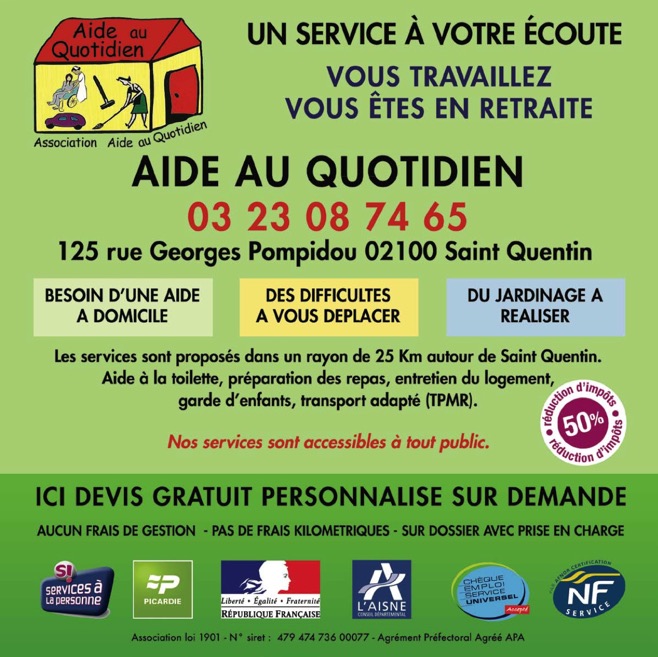 Aide au
Quotidien
Association Aide au Quotidien
UN SERVICE À VOTRE ÉCOUTE
VOUS TRAVAILLEZ
VOUS ÊTES EN RETRAITE
AIDE AU QUOTIDIEN
03 23 08 74 65
125 rue Georges Pompidou 02100 Saint Quentin
BESOIN D'UNE AIDE
A DOMICILE
DES DIFFICULTES
A VOUS DEPLACER
DU JARDINAGE A
REALISER
Les services sont proposés dans un rayon de 25 Km autour de Saint Quentin.
Aide à la toilette, préparation des repas, entretien du logement,
garde d'enfants, transport adapté (TPMR).
réduction d'impôts
50%
réduction d'impôts
Nos services sont accessibles à tout public.
ICI DEVIS GRATUIT PERSONNALISE SUR DEMANDE
AUCUN FRAIS DE GESTION - PAS DE FRAIS KILOMETRIQUES - SUR DOSSIER AVEC PRISE EN CHARGE
S!
services à
la personne
PICARDIE
Liberté • Égalité • Fraternité
RÉPUBLIQUE FRANÇAISE
L'AISNE
CONSEIL DÉPARTEMENTAL
CHÈQUE
EMPLOI
SERVICE
UNIVERSEL
Accepté
AFNOR CERTIFICATION
NF
SERVICE
Association loi 1901 - N° siret : 479 474 736 00077 - Agrément Préfectoral Agréé APA